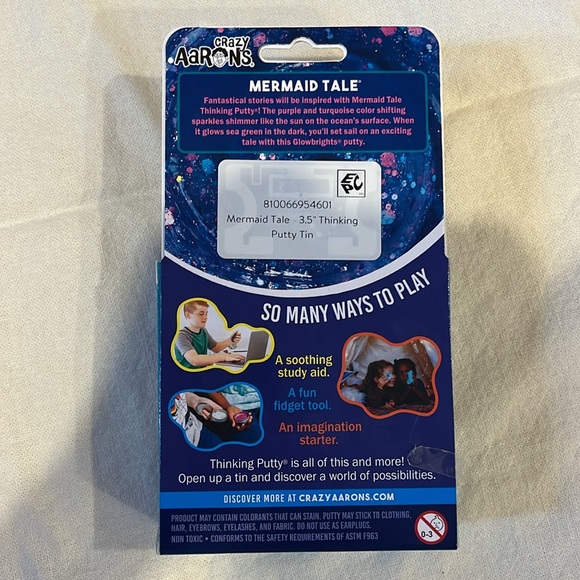 CRAZY
AARON'S.
MERMAID TALE®
Fantastical stories will be inspired with Mermaid Tale
Thinking Putty®! The purple and turquoise color shifting
sparkles shimmer like the sun on the ocean's surface. When
it glows sea green in the dark, you'll set sail on an exciting
tale with this Glowbrights® putty.
EPC
810066954601
Mermaid Tale - 3.5" Thinking
Putty Tin
SO MANY WAYS TO PLAY
A soothing
study aid.
A fun
fidget tool.
An imagination
starter.
Thinking Putty® is all of this and more!
Open up a tin and discover a world of possibilities.
DISCOVER MORE AT CRAZYAARONS.COM
PRODUCT MAY CONTAIN COLORANTS THAT CAN STAIN. PUTTY MAY STICK TO CLOTHING,
HAIR, EYEBROWS, EYELASHES, AND FABRIC. DO NOT USE AS EARPLUGS.
NON TOXIC • CONFORMS TO THE SAFETY REQUIREMENTS OF ASTM F963
0-3